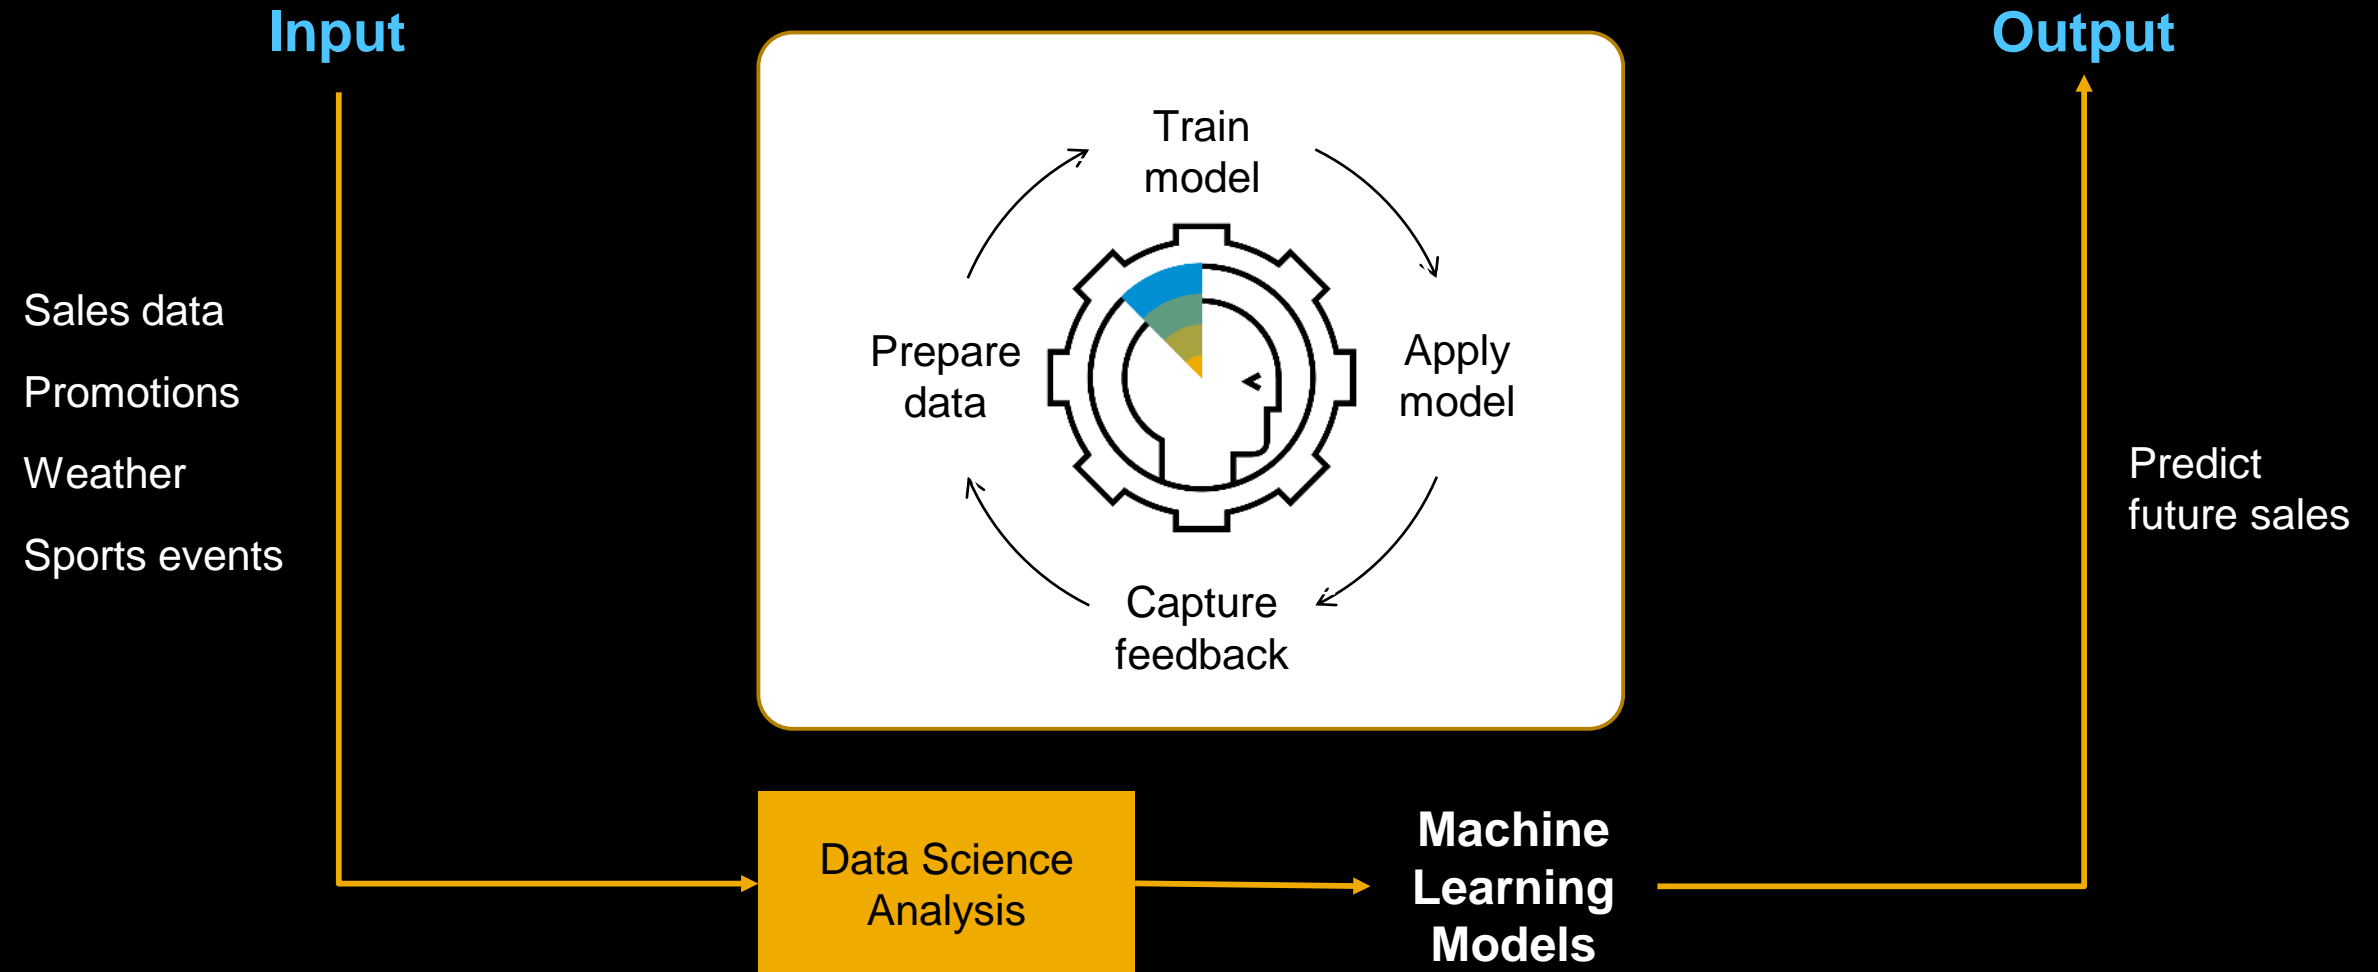 Input
Output
Train
model
Sales data
Promotions
Weather
Sports events
Prepare
data
Apply
model
Predict
future sales
Capture
feedback
Data Science
Analysis
Machine
Learning
Models